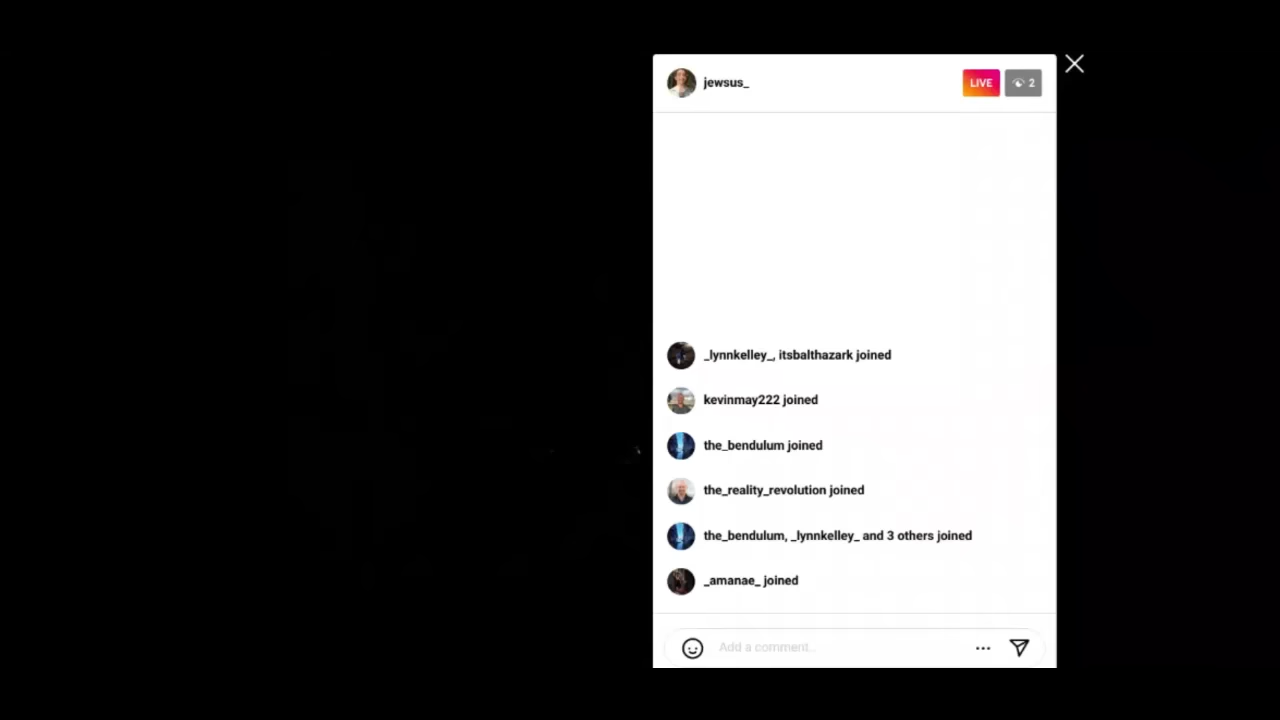 jewsus_
LIVE 2
_lynnkelley_, itsbalthazark joined
kevinmay222 joined
the_bendulum joined
the_reality_revolution joined
the_bendulum, _lynnkelley_ and 3 others joined
_amanae_ joined
Add a comment...